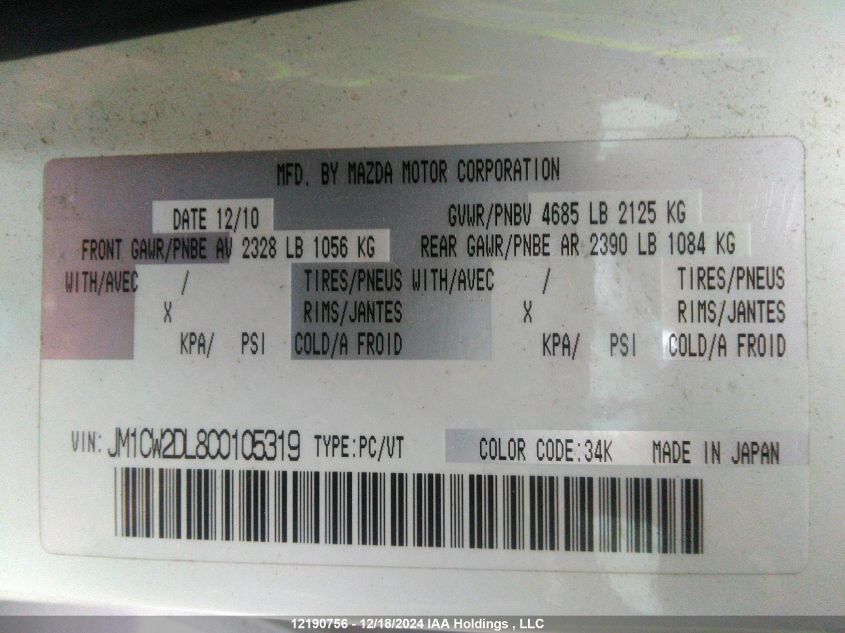 MFD. BY MAZDA MOTOR CORPORATION
DATE 12/10 GVWR/PNBV 4685 LB 2125 KG
FRONT GAWR/PNBE AV 2328 LB 1056 KG REAR GAWR/PNBE AR 2390 LB 1084 KG
WITH/AVEC / TIRES/PNEUS WITH/AVEC / TIRES/PNEUS
X RIMS/JANTES X RIMS/JANTES
KPA/ PSI COLD/A FROID KPA/ PSI COLD/A FROID
VIN: JM1CW2DL8C0105319 TYPE:PC/VT COLOR CODE:34K MADE IN JAPAN
12190756 - 12/18/2024 IAA Holdings , LLC